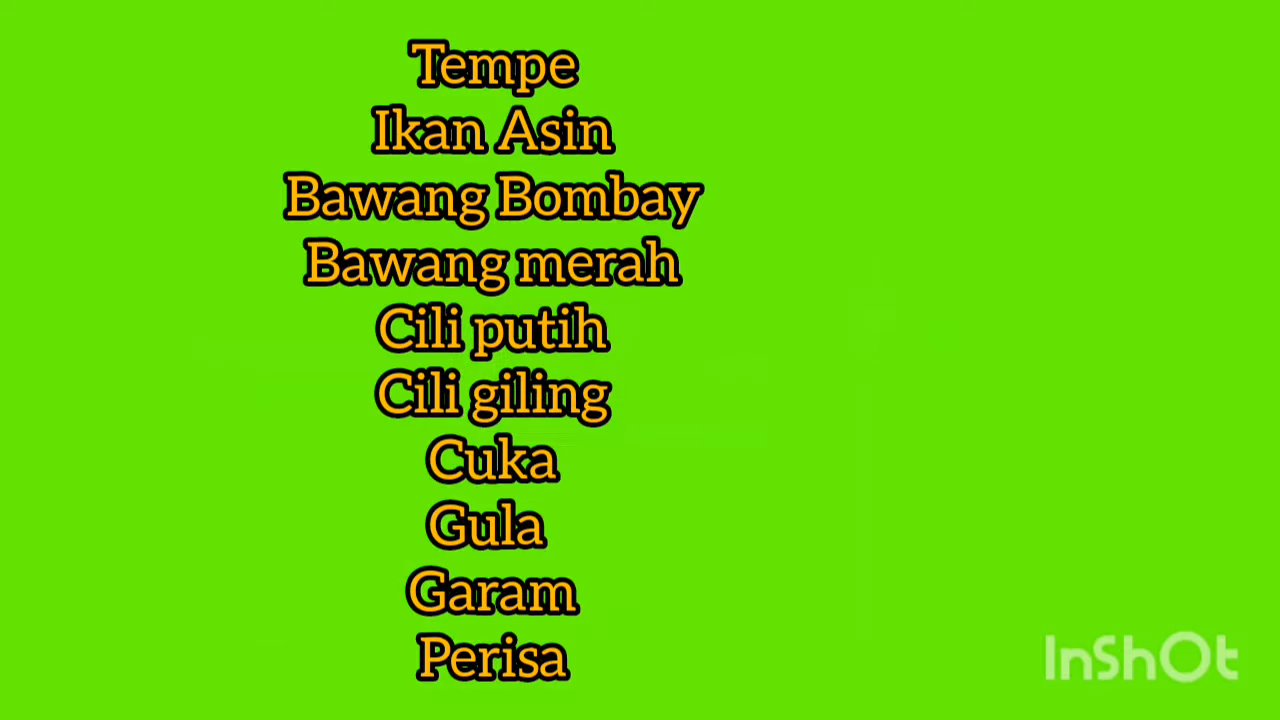 Tempe
Ikan Asin
Bawang Bombay
Bawang merah
Cili putih
Cili giling
Cuka
Gula
Garam
Perisa
InShOt